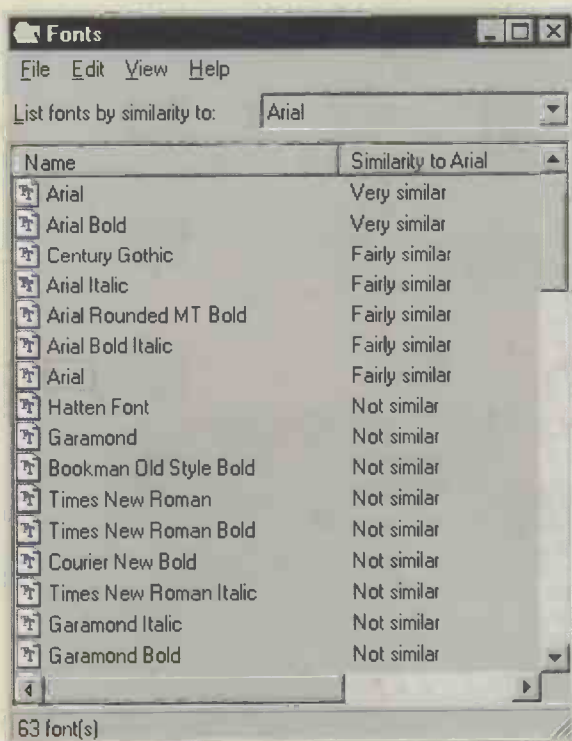 Fonts
File Edit View Help
List fonts by similarity to: Arial
Name Similarity to Arial
Arial Very similar
Arial Bold Very similar
Century Gothic Fairly similar
Arial Italic Fairly similar
Arial Rounded MT Bold Fairly similar
Arial Bold Italic Fairly similar
Arial Fairly similar
Hatten Font Not similar
Garamond Not similar
Bookman Old Style Bold Not similar
Times New Roman Not similar
Times New Roman Bold Not similar
Courier New Bold Not similar
Times New Roman Italic Not similar
Garamond Italic Not similar
Garamond Bold Not similar
63 font(s)